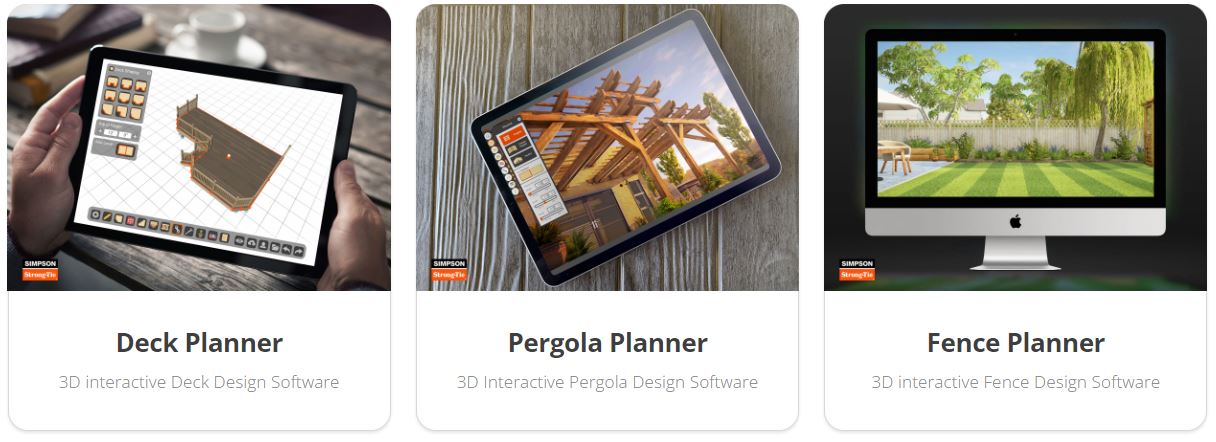 SIMPSON
Strong-Tie
SIMPSON
Strong-Tie
SIMPSON
Strong-Tie
Deck Planner
Pergola Planner
Fence Planner
3D interactive Deck Design Software
3D Interactive Pergola Design Software
3D interactive Fence Design Software